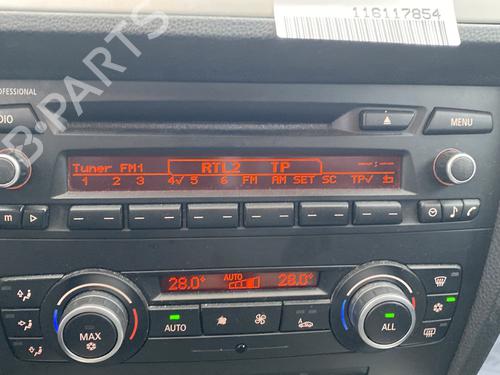 116117854
PROFESSIONAL
DIO
MENU
B-PARTS
Tuner FM1 RTL2 TP
1 2 3 4√ 5 6 FM AM SET SC TP√
m
28.0° AUTO 28.0°
MAX
AUTO
ALL